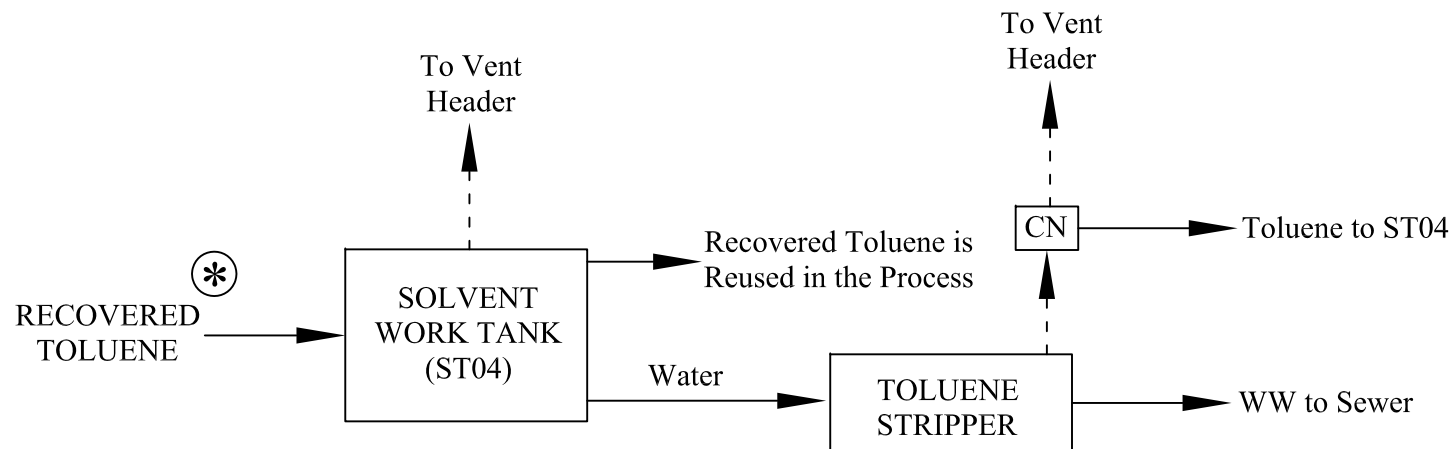 To Vent
Header
To Vent
Header
CN
Toluene to ST04
Recovered Toluene is
Reused in the Process
*
RECOVERED
TOLUENE
SOLVENT
WORK TANK
(ST04)
Water
TOLUENE
STRIPPER
WW to Sewer